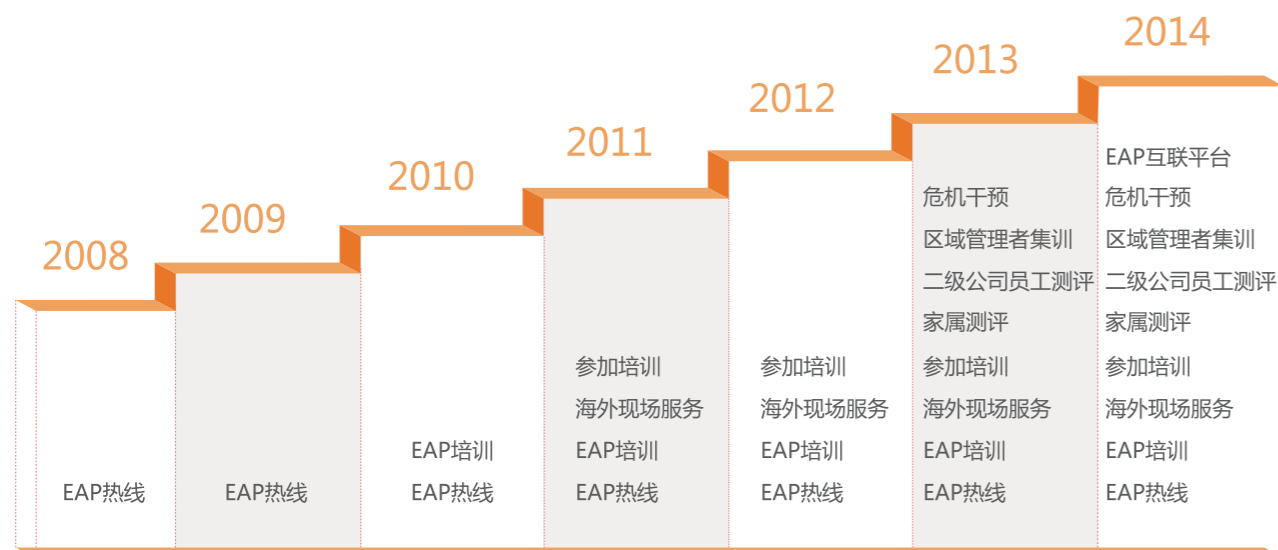 2008
EAP热线
2009
EAP热线
2010
EAP培训
EAP热线
2011
参加培训
海外现场服务
EAP培训
EAP热线
2012
参加培训
海外现场服务
EAP培训
EAP热线
2013
危机干预
区域管理者集训
二级公司员工测评
家属测评
参加培训
海外现场服务
EAP培训
EAP热线
2014
EAP互联平台
危机干预
区域管理者集训
二级公司员工测评
家属测评
参加培训
海外现场服务
EAP培训
EAP热线